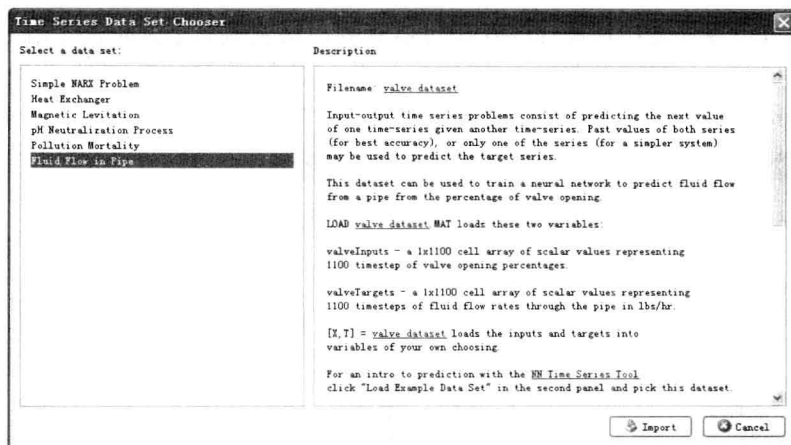 Time Series Data Set Chooser
Select a data set:
Simple NARX Problem
Heat Exchanger
Magnetic Levitation
pH Neutralization Process
Pollution Mortality
Fluid Flow in Pipe
Description
Filename: valve dataset
Input-output time series problems consist of predicting the next value
of one time-series given another time-series. Past values of both series
(for best accuracy), or only one of the series (for a simpler system)
may be used to predict the target series.
This dataset can be used to train a neural network to predict fluid flow
from a pipe from the percentage of valve opening.
LOAD valve dataset.MAT loads these two variables:
valveInputs - a 1x1100 cell array of scalar values representing
1100 timestep of valve opening percentages.
valveTargets - a 1x1100 cell array of scalar values representing
1100 timesteps of fluid flow rates through the pipe in lbs/hr.
[X,T] = valve dataset loads the inputs and targets into
variables of your own choosing.
For an intro to prediction with the NN Time Series Tool
click "Load Example Data Set" in the second panel and pick this dataset.
Import
Cancel